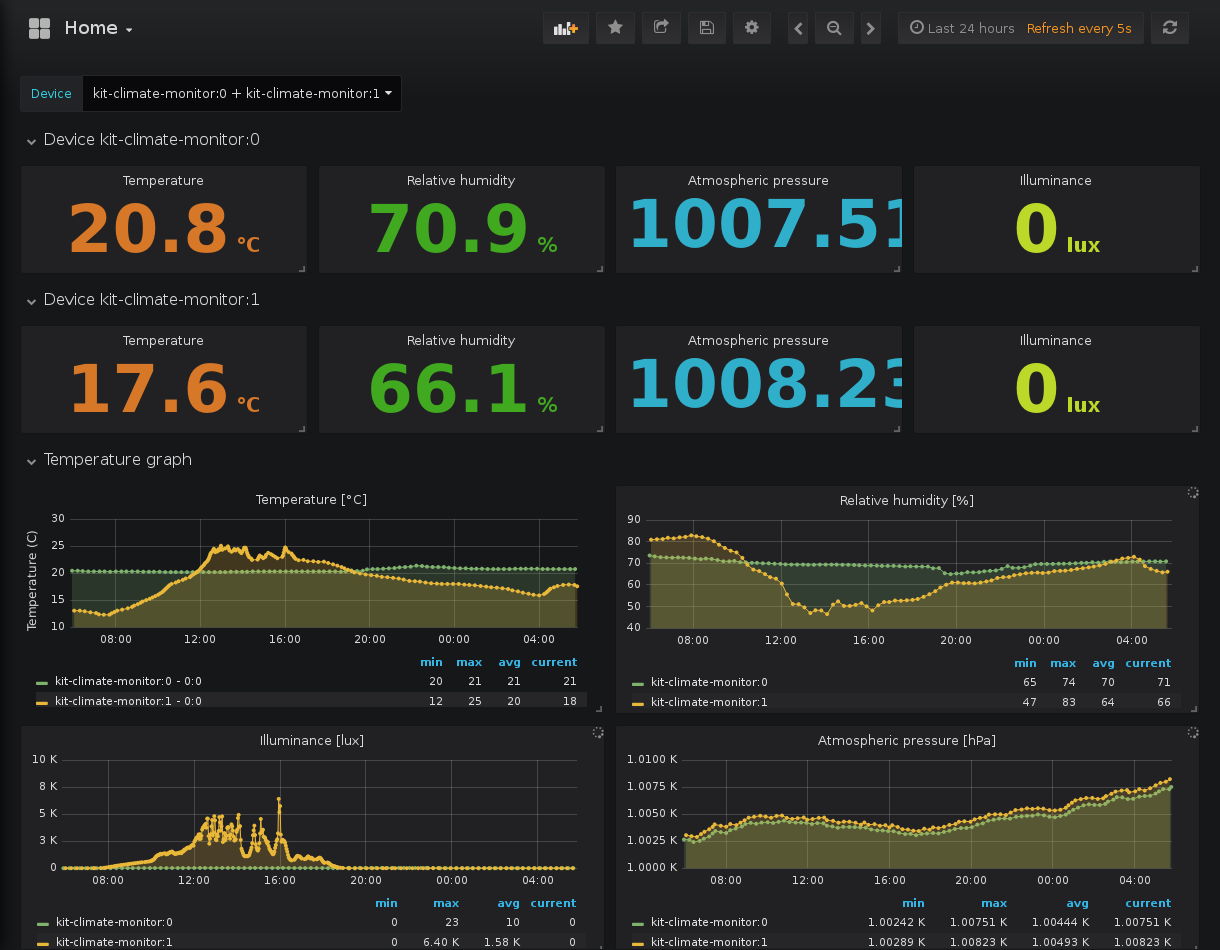 Home
Last 24 hours Refresh every 5s
Device kit-climate-monitor:0 + kit-climate-monitor:1
Device kit-climate-monitor:0
Temperature Relative humidity Atmospheric pressure Illuminance
20.8 °C 70.9 % 1007.51 0 lux
Device kit-climate-monitor:1
Temperature Relative humidity Atmospheric pressure Illuminance
17.6 °C 66.1 % 1008.23 0 lux
Temperature graph
Temperature [°C]
Temperature (C)
30
25
20
15
10
08:00 12:00 16:00 20:00 00:00 04:00
min max avg current
kit-climate-monitor:0 - 0:0 20 21 21 21
kit-climate-monitor:1 - 0:0 12 25 20 18
Relative humidity [%]
90
80
70
60
50
40
08:00 12:00 16:00 20:00 00:00 04:00
min max avg current
kit-climate-monitor:0 65 74 70 71
kit-climate-monitor:1 47 83 64 66
Illuminance [lux]
10 K
8 K
5 K
3 K
0
08:00 12:00 16:00 20:00 00:00 04:00
min max avg current
kit-climate-monitor:0 0 23 10 0
kit-climate-monitor:1 0 6.40 K 1.58 K 0
Atmospheric pressure [hPa]
1.0100 K
1.0075 K
1.0050 K
1.0025 K
1.0000 K
08:00 12:00 16:00 20:00 00:00 04:00
min max avg current
kit-climate-monitor:0 1.00242 K 1.00751 K 1.00444 K 1.00751 K
kit-climate-monitor:1 1.00289 K 1.00823 K 1.00493 K 1.00823 K